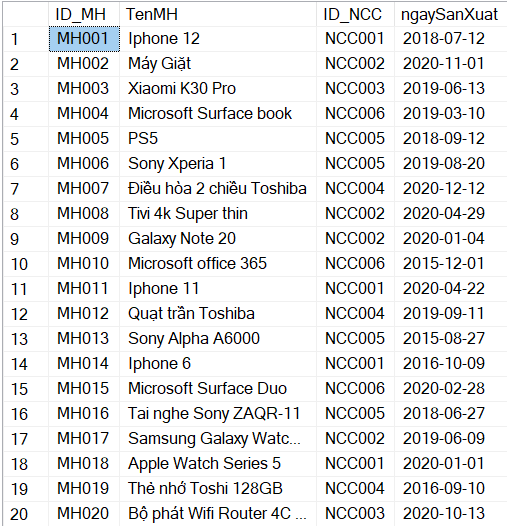 ID_MH TenMH ID_NCC ngaySanXuat
1 MH001 Iphone 12 NCC001 2018-07-12
2 MH002 Máy Giặt NCC002 2020-11-01
3 MH003 Xiaomi K30 Pro NCC003 2019-06-13
4 MH004 Microsoft Surface book NCC006 2019-03-10
5 MH005 PS5 NCC005 2018-09-12
6 MH006 Sony Xperia 1 NCC005 2019-08-20
7 MH007 Điều hòa 2 chiều Toshiba NCC004 2020-12-12
8 MH008 Tivi 4k Super thin NCC002 2020-04-29
9 MH009 Galaxy Note 20 NCC002 2020-01-04
10 MH010 Microsoft office 365 NCC006 2015-12-01
11 MH011 Iphone 11 NCC001 2020-04-22
12 MH012 Quạt trần Toshiba NCC004 2019-09-11
13 MH013 Sony Alpha A6000 NCC005 2015-08-27
14 MH014 Iphone 6 NCC001 2016-10-09
15 MH015 Microsoft Surface Duo NCC006 2020-02-28
16 MH016 Tai nghe Sony ZAQR-11 NCC005 2018-06-27
17 MH017 Samsung Galaxy Watc... NCC002 2019-06-09
18 MH018 Apple Watch Series 5 NCC001 2020-01-01
19 MH019 Thẻ nhớ Toshi 128GB NCC004 2016-09-10
20 MH020 Bộ phát Wifi Router 4C ... NCC003 2020-10-13